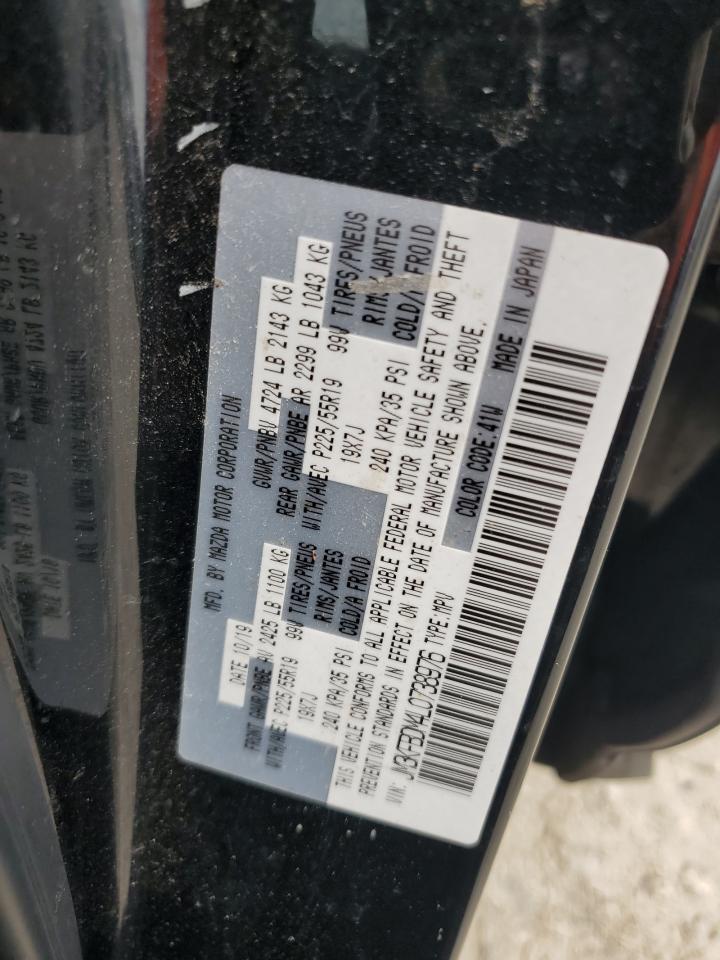 MFD. BY MAZDA MOTOR CORPORATION
DATE 10/19 GVWR/PNBV 4724 LB 2143 KG
FRONT GAWR/PNBE AV 2425 LB 1100 KG REAR GAWR/PNBE AR 2299 LB 1043 KG
WITH/AVEC P225/55R19 99V TIRES/PNEUS WITH/AVEC P225/55R19 99V TIRES/PNEUS
19X7J RIMS/JANTES 19X7J RIMS/JANTES
240 KPA/35 PSI COLD/A FROID 240 KPA/35 PSI COLD/A FROID
THIS VEHICLE CONFORMS TO ALL APPLICABLE FEDERAL MOTOR VEHICLE SAFETY AND THEFT
PREVENTION STANDARDS IN EFFECT ON THE DATE OF MANUFACTURE SHOWN ABOVE.
VIN: JM3KFBDM4L0738976 TYPE:MPV COLOR CODE:41W MADE IN JAPAN